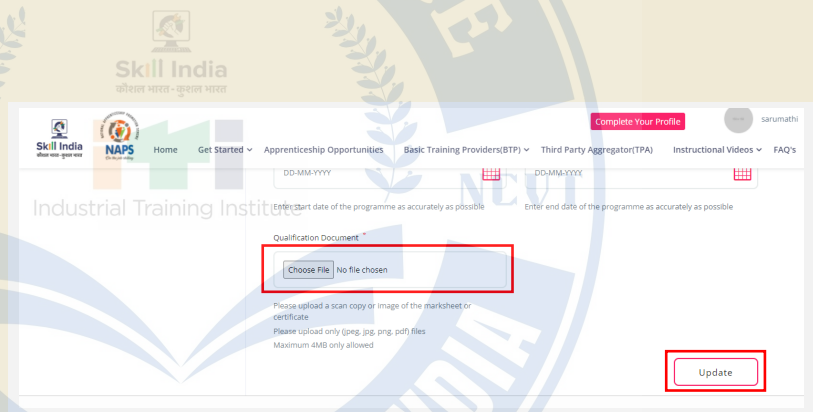 Skill India
कौशल भारत-कुशल भारत
Complete Your Profile
sarumathi
Skill India
कौशल भारत-कुशल भारत
NAPS
Home Get Started Apprenticeship Opportunities Basic Training Providers(BTP) Third Party Aggregator(TPA) Instructional Videos FAQ's
DD-MM-YYYY DD-MM-YYYY
NCVT
Industrial Training Institute
Enter start date of the programme as accurately as possible Enter end date of the programme as accurately as possible
Qualification Document *
Choose File No file chosen
Please upload a scan copy or image of the marksheet or
certificate
Please upload only (jpeg, jpg, png, pdf) files
Maximum 4MB only allowed
Update
INDIA